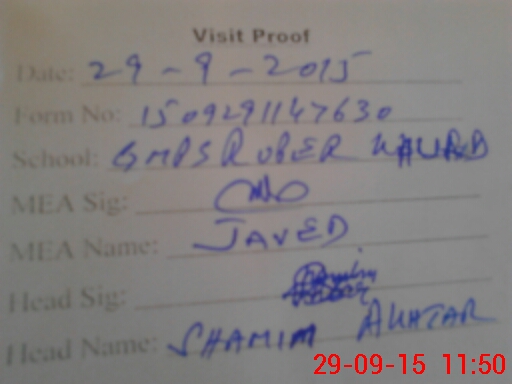 Visit Proof
Date: 29-9-2015
Form No: 1509291147630
School: GMPS RUBER
MEA Sig:
MEA Name: JAVED
Head Sig:
Head Name: SHAMIM AKHTAR
29-09-15 11:50